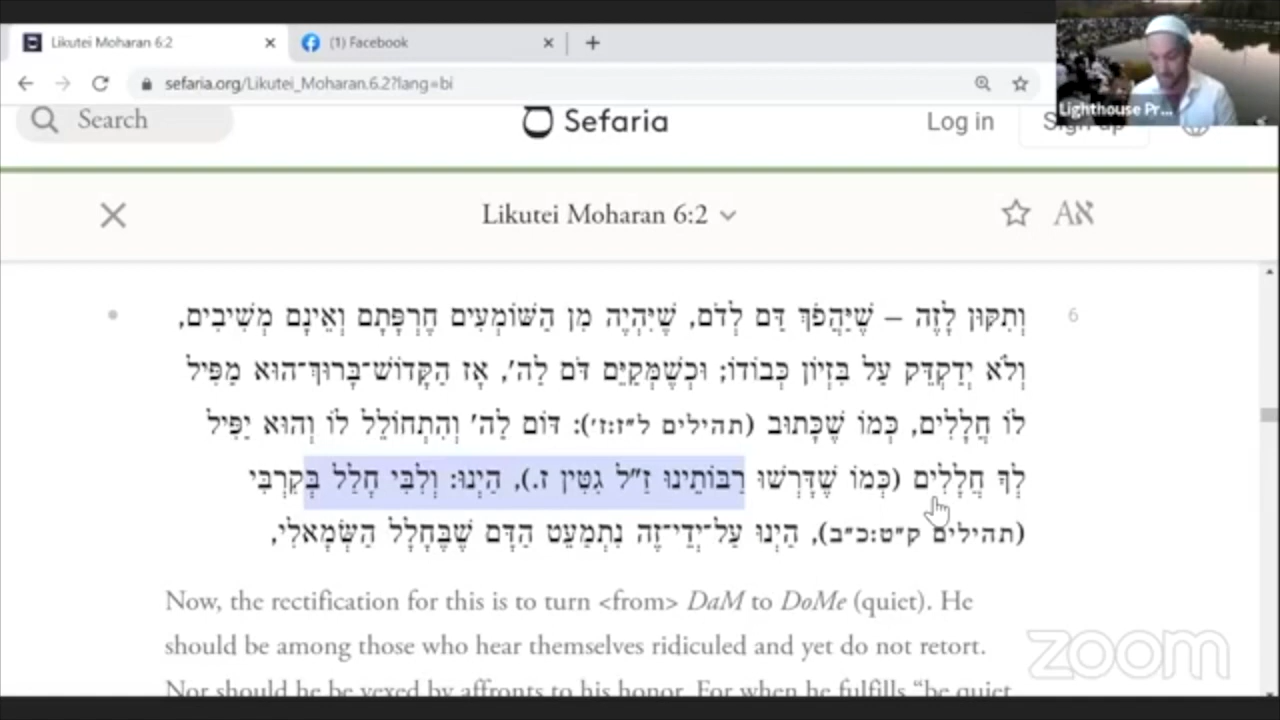 Likutei Moharan 6:2
(1) Facebook
sefaria.org/Likutei_Moharan.6.2?lang=bi
Lighthouse Pr...
Search
Sefaria
Log in
Sign up
Likutei Moharan 6:2
Aא
וְתִקּוּן לָזֶה – שֶׁיַּהֲפֹךְ דַּם לְדֹם, שֶׁיִּהְיֶה מִן הַשּׁוֹמְעִים חֶרְפָּתָם וְאֵינָם מְשִׁיבִים,
6
וְלֹא יְדַקְדֵּק עַל בִּזְיוֹן כְּבוֹדוֹ; וּכְשֶׁמְּקַיֵּם דֹּם לַה', אָז הַקָּדוֹשׁ־בָּרוּךְ־הוּא מַפִּיל
לוֹ חֲלָלִים, כְּמוֹ שֶׁכָּתוּב (תהילים ל״ז:ז׳): דּוֹם לַה' וְהִתְחוֹלֵל לוֹ וְהוּא יַפִּיל
לְךָ חֲלָלִים (כְּמוֹ שֶׁדָּרְשׁוּ רַבּוֹתֵינוּ זַ"ל גִּטִּין ז.), הַיְנוּ: וְלִבִּי חָלַל בְּקִרְבִּי
(תהילים ק״ט:כ״ב), הַיְנוּ עַל־יְדֵי־זֶה נִתְמַעֵט הַדָּם שֶׁבֶּחָלָל הַשְּׂמָאלִי,
Now, the rectification for this is to turn <from> DaM to DoMe (quiet). He
should be among those who hear themselves ridiculed and yet do not retort.
Nor should he be vexed by affronts to his honor. For when he fulfills “be quiet
zoom